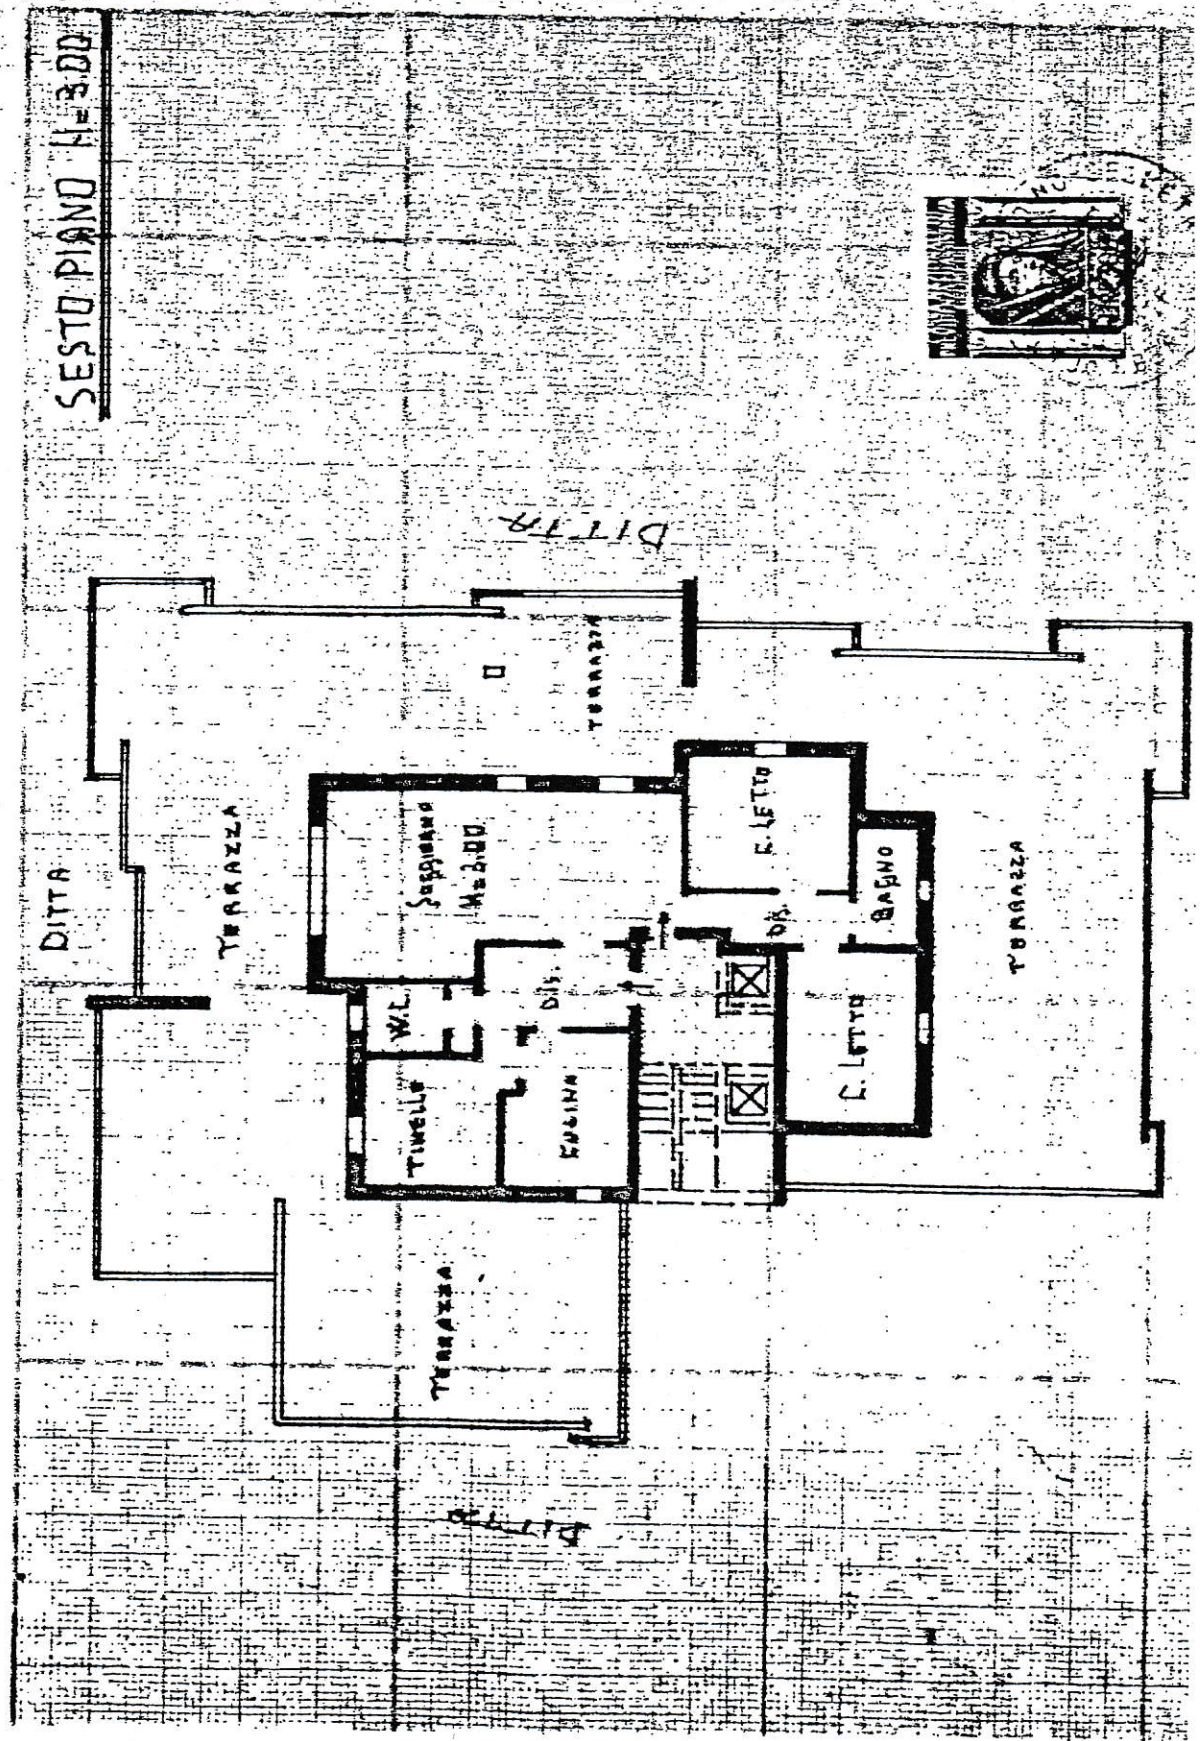 SESTO PIANO H=3.00
DITTA
TERRAZZA
TERRAZZA
DITTA
TERRAZZA
W.C.
SOGGIORNO
H=3.00
TINELLO
DIS.
CUCINA
C. LETTO
DIS.
BAGNO
C. LETTO
TERRAZZA
DITTA